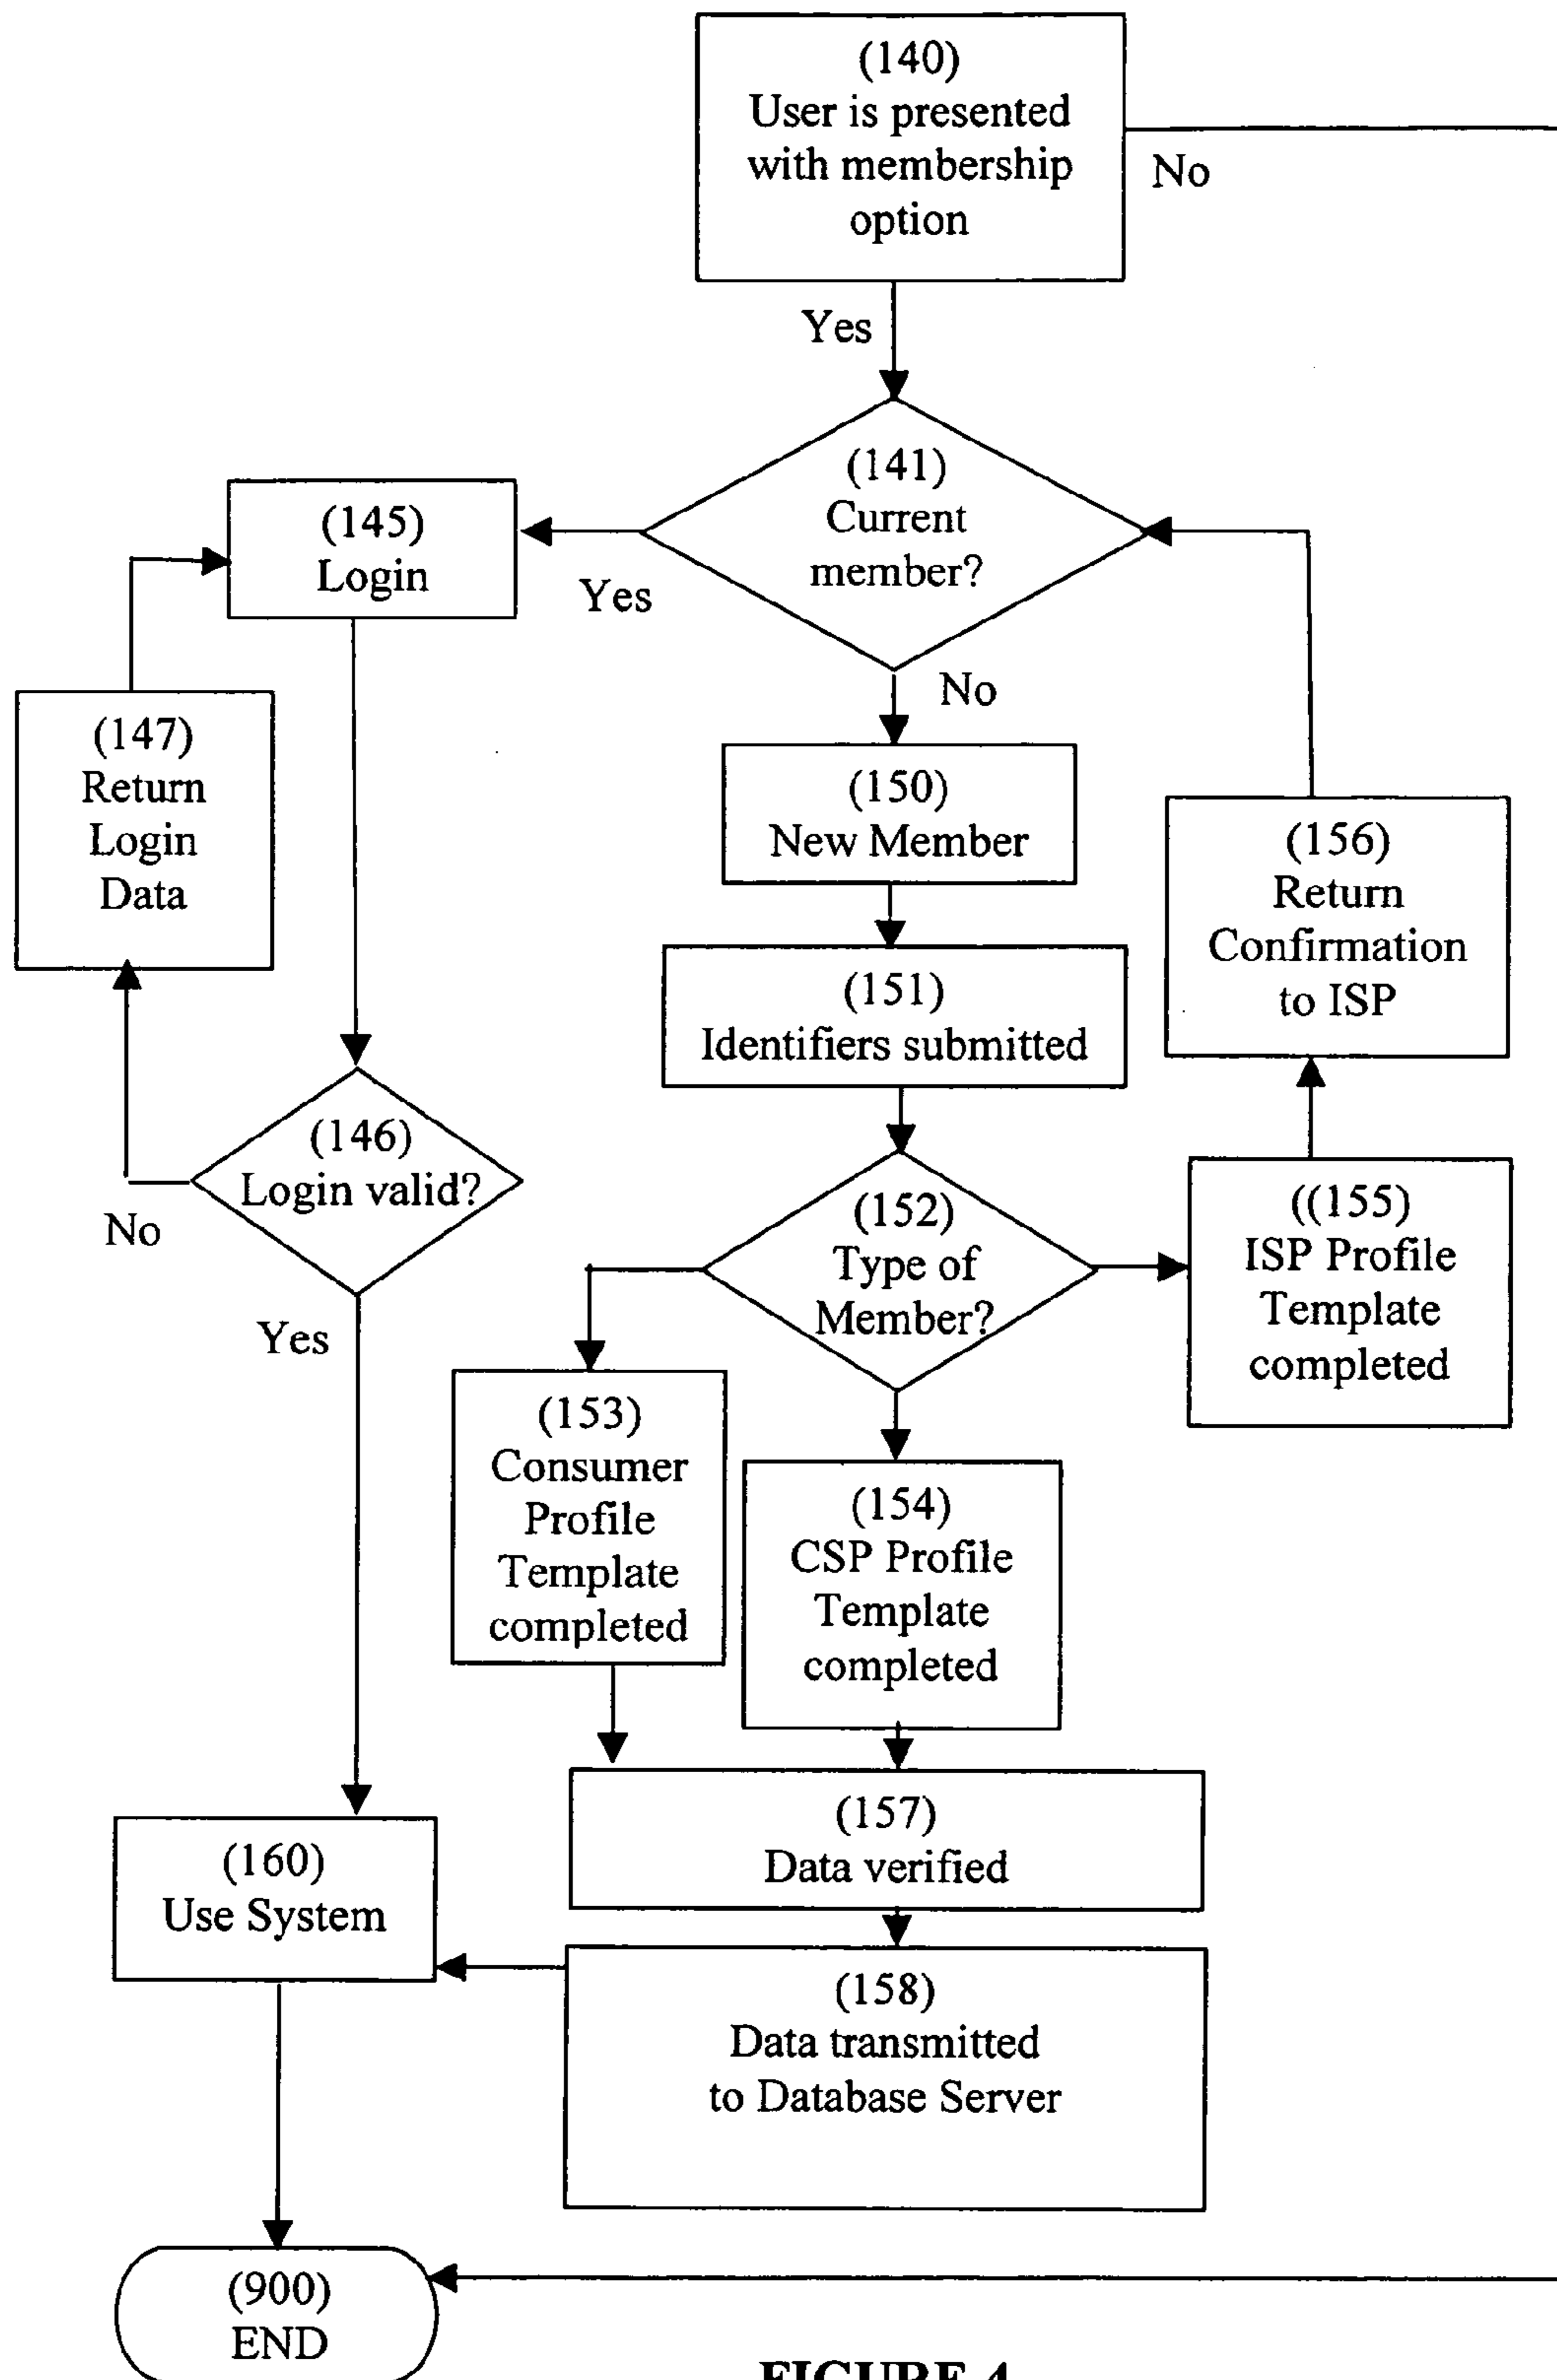 (140)
User is presented
with membership
option
No
Yes
(141)
Current
member?
(145)
Login
Yes
No
(147)
Return
Login
Data
(150)
New Member
(156)
Return
Confirmation
to ISP
(151)
Identifiers submitted
(146)
Login valid?
No
Yes
(152)
Type of
Member?
((155)
ISP Profile
Template
completed
(153)
Consumer
Profile
Template
completed
(154)
CSP Profile
Template
completed
(157)
Data verified
(160)
Use System
(158)
Data transmitted
to Database Server
(900)
END
FIGURE 4